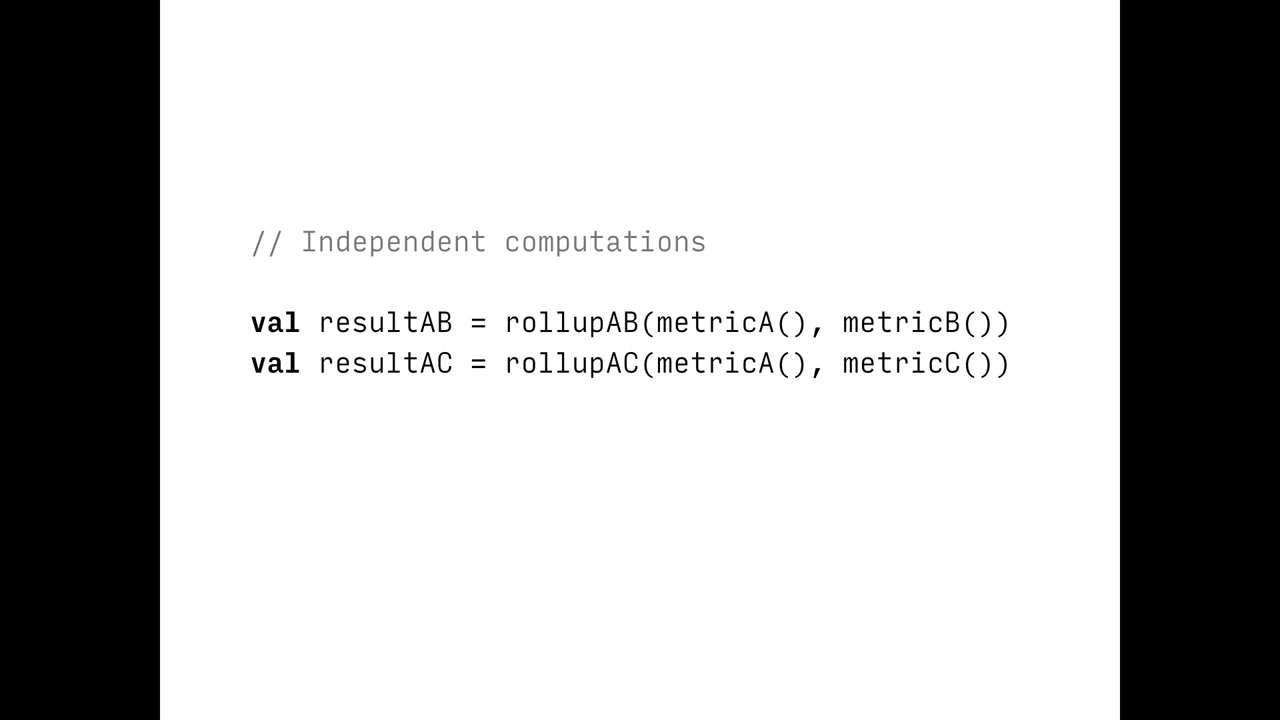 // Independent computations
val resultAB = rollupAB(metricA(), metricB())
val resultAC = rollupAC(metricA(), metricC())